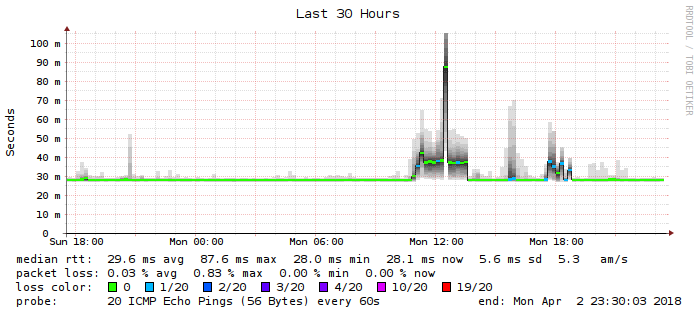 Last 30 Hours
RRDTOOL / TOBI OETIKER
Seconds
100 m
90 m
80 m
70 m
60 m
50 m
40 m
30 m
20 m
10 m
0
Sun 18:00 Mon 00:00 Mon 06:00 Mon 12:00 Mon 18:00
median rtt: 29.6 ms avg 87.6 ms max 28.0 ms min 28.1 ms now 5.6 ms sd 5.3 am/s
packet loss: 0.03 % avg 0.83 % max 0.00 % min 0.00 % now
loss color: 0 1/20 2/20 3/20 4/20 10/20 19/20
probe: 20 ICMP Echo Pings (56 Bytes) every 60s end: Mon Apr 2 23:30:03 2018